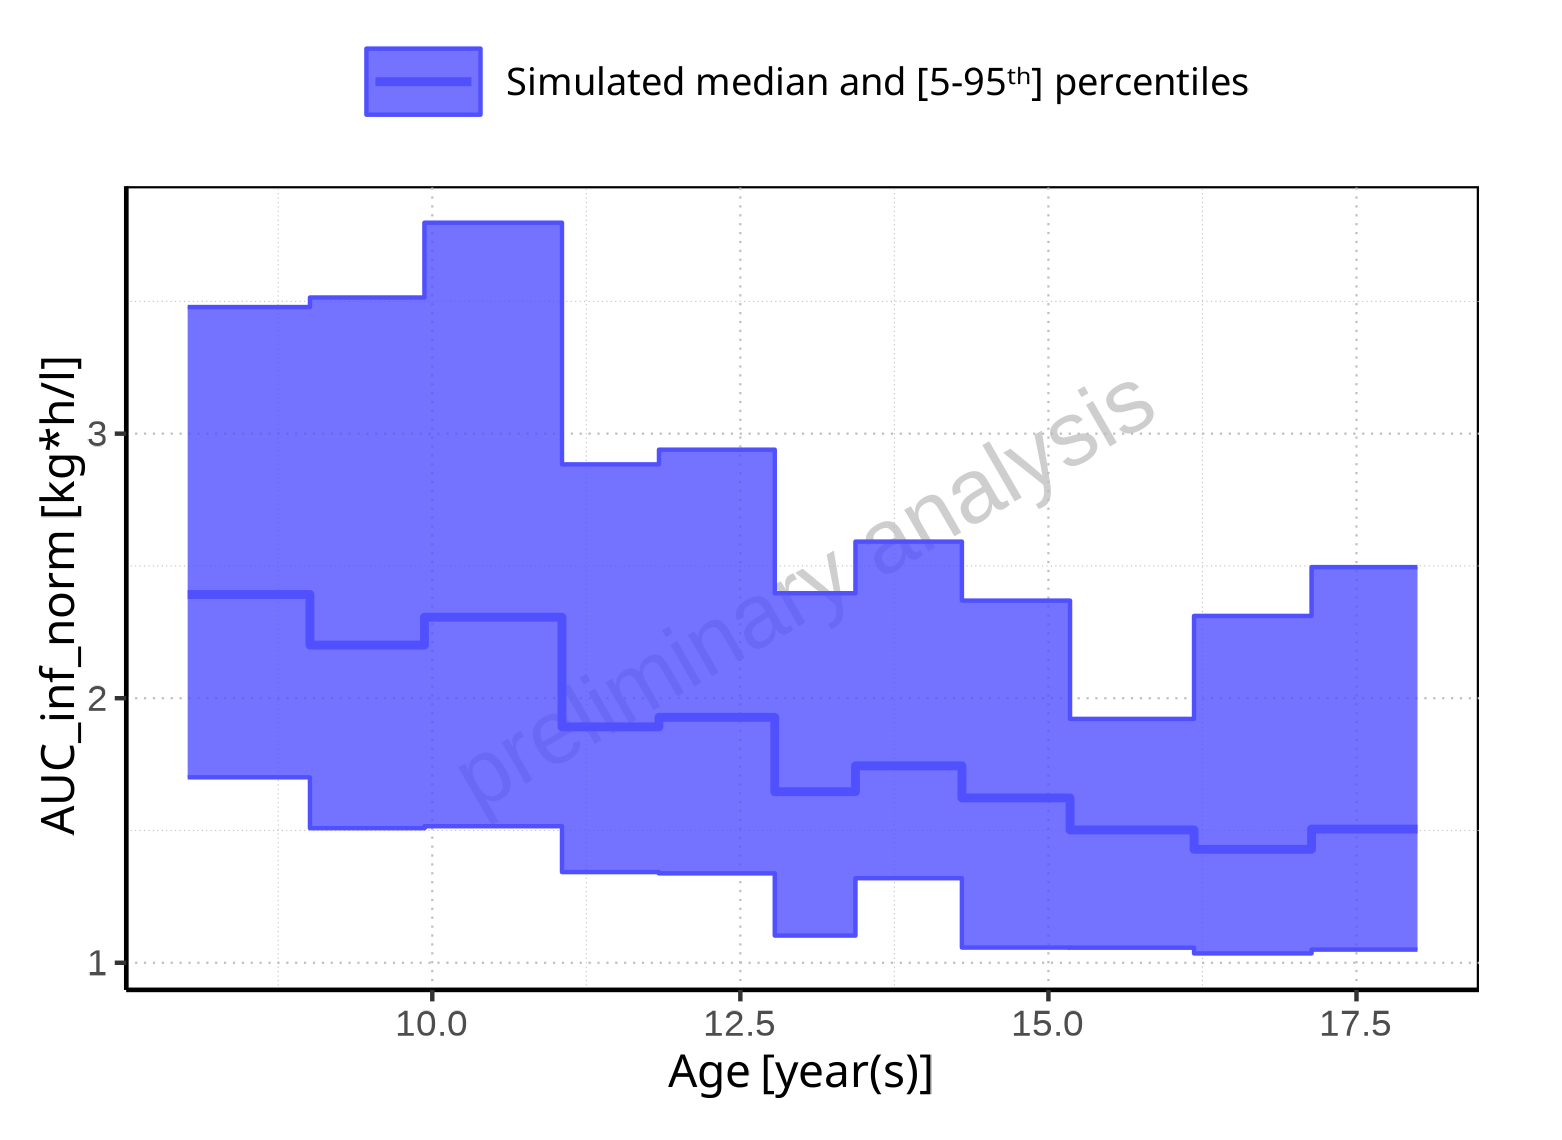 Simulated median and [5-95ᵗʰ] percentiles
AUC_inf_norm [kg*h/l]
3
2
1
preliminary analysis
10.0 12.5 15.0 17.5
Age [year(s)]